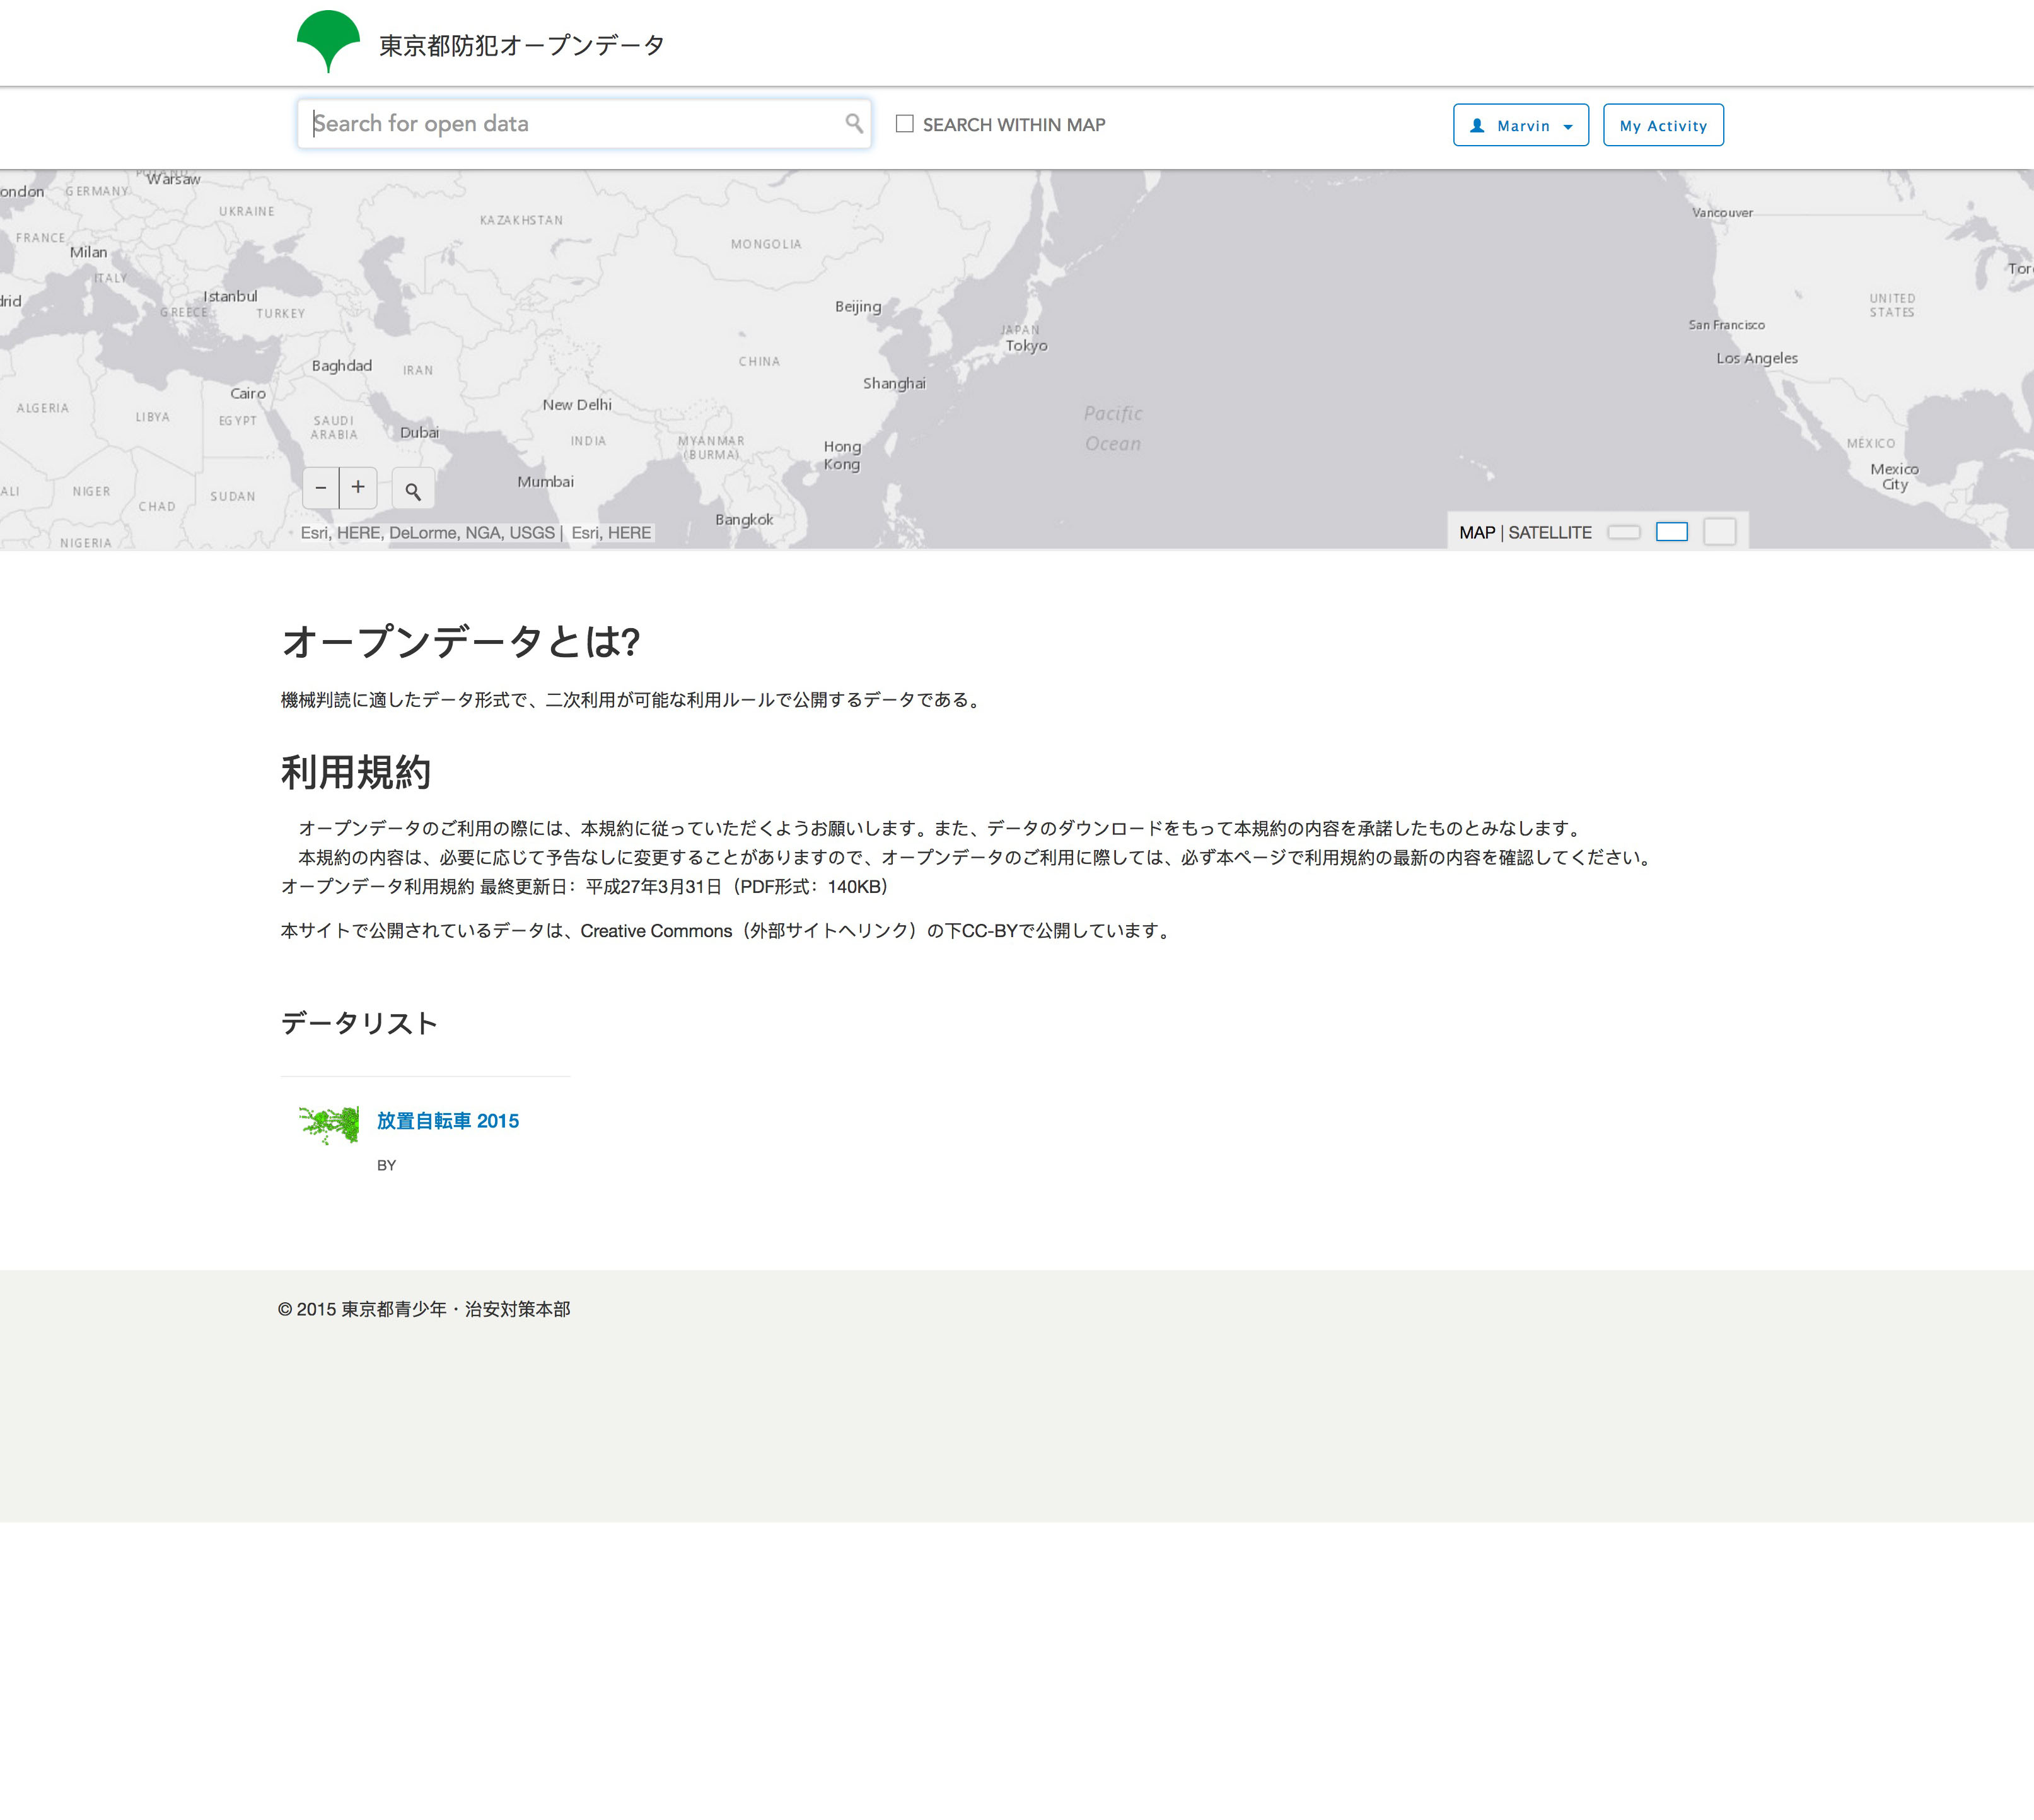 東京都防犯オープンデータ
Search for open data
SEARCH WITHIN MAP
Marvin
My Activity
Warsaw
GERMANY
UKRAINE
KAZAKHSTAN
MONGOLIA
Vancouver
FRANCE
Milan
ITALY
Istanbul
GREECE
TURKEY
Beijing
JAPAN
Tokyo
UNITED
STATES
San Francisco
Los Angeles
Baghdad
IRAN
CHINA
Shanghai
Cairo
New Delhi
ALGERIA
LIBYA
EGYPT
SAUDI
ARABIA
Dubai
INDIA
MYANMAR
(BURMA)
Hong
Kong
Pacific
Ocean
MÉXICO
Mexico
City
Mumbai
NIGER
CHAD
SUDAN
Bangkok
NIGERIA
Esri, HERE, DeLorme, NGA, USGS | Esri, HERE
MAP | SATELLITE
オープンデータとは?
機械判読に適したデータ形式で、二次利用が可能な利用ルールで公開するデータである。
利用規約
オープンデータのご利用の際には、本規約に従っていただくようお願いします。また、データのダウンロードをもって本規約の内容を承諾したものとみなします。
本規約の内容は、必要に応じて予告なしに変更することがありますので、オープンデータのご利用に際しては、必ず本ページで利用規約の最新の内容を確認してください。
オープンデータ利用規約 最終更新日：平成27年3月31日（PDF形式：140KB）
本サイトで公開されているデータは、Creative Commons（外部サイトへリンク）の下CC-BYで公開しています。
データリスト
放置自転車 2015
BY
© 2015 東京都青少年・治安対策本部